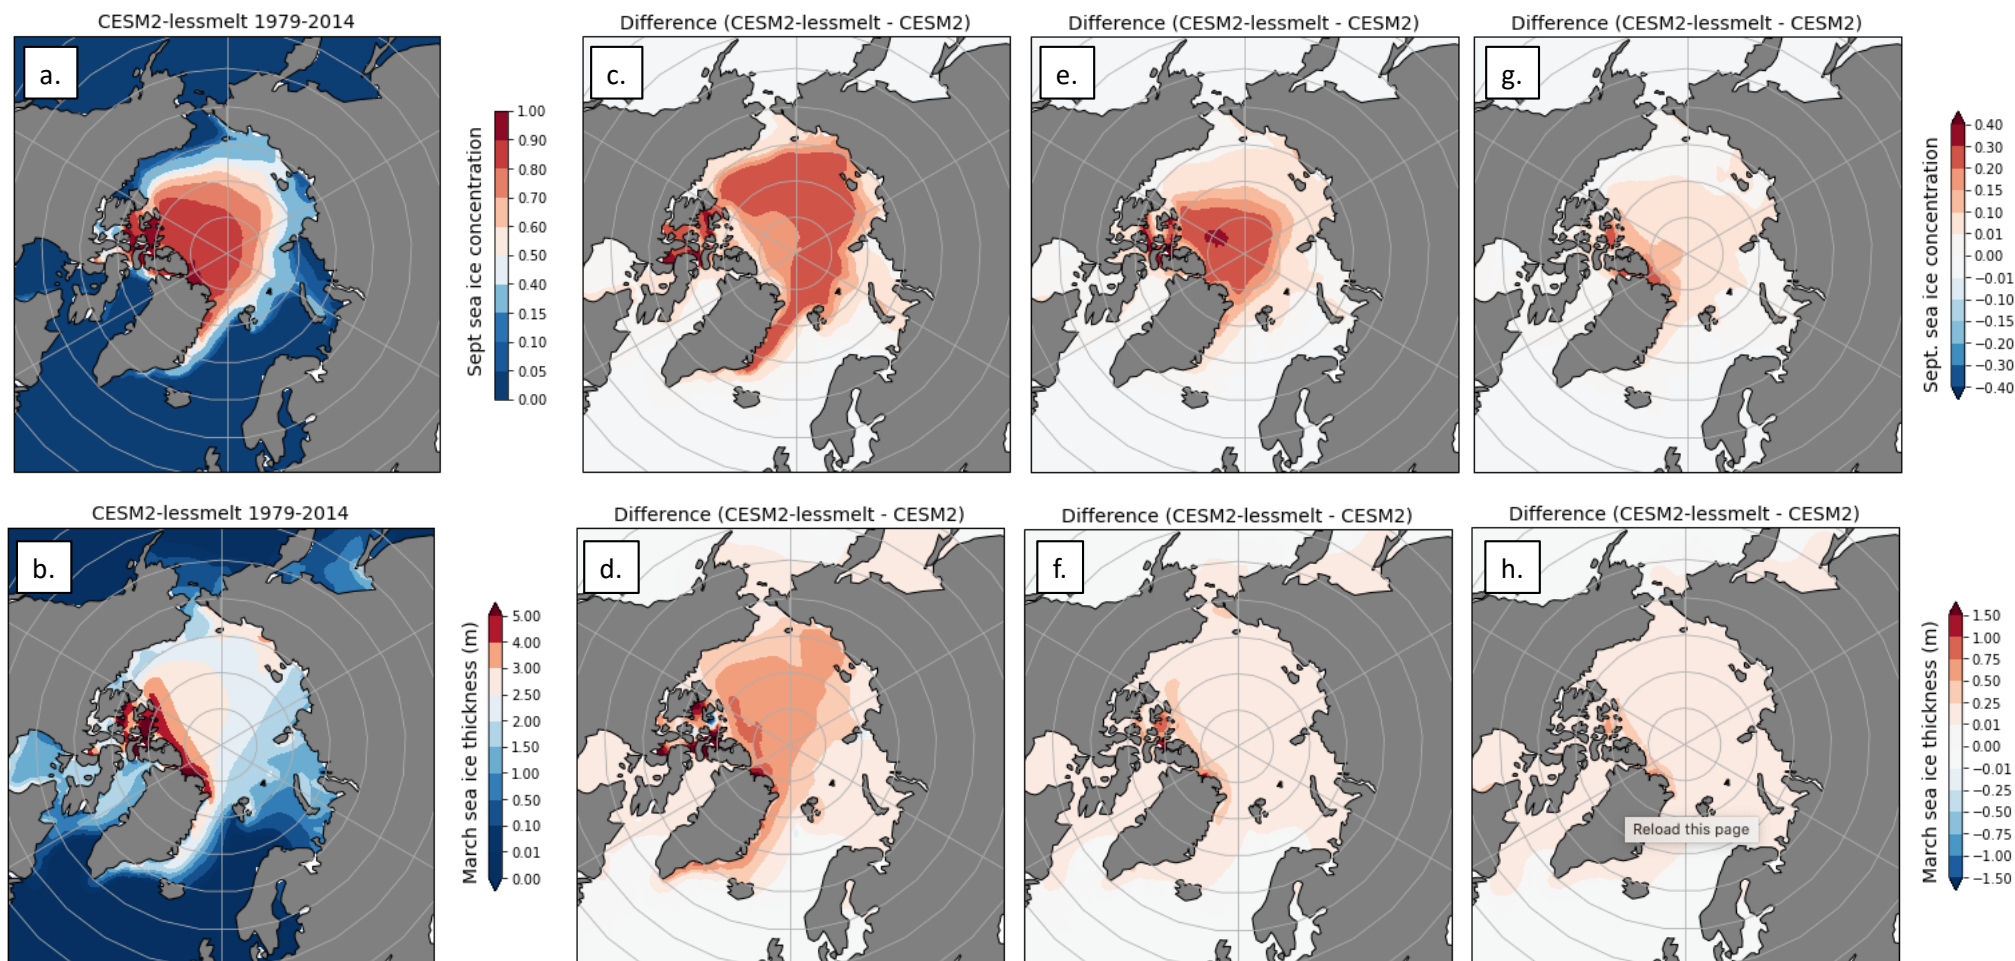 CESM2-lessmelt 1979-2014
a.
Sept sea ice concentration
1.00
0.90
0.80
0.70
0.60
0.50
0.40
0.15
0.10
0.05
0.00
Difference (CESM2-lessmelt - CESM2)
c.
Difference (CESM2-lessmelt - CESM2)
e.
Difference (CESM2-lessmelt - CESM2)
g.
Sept. sea ice concentration
0.40
0.30
0.20
0.15
0.10
0.01
0.00
−0.01
−0.10
−0.15
−0.20
−0.30
−0.40
CESM2-lessmelt 1979-2014
b.
March sea ice thickness (m)
5.00
4.00
3.00
2.50
2.00
1.50
1.00
0.50
0.10
0.01
0.00
Difference (CESM2-lessmelt - CESM2)
d.
Difference (CESM2-lessmelt - CESM2)
f.
Difference (CESM2-lessmelt - CESM2)
h.
Reload this page
March sea ice thickness (m)
1.50
1.00
0.75
0.50
0.25
0.01
0.00
−0.01
−0.25
−0.50
−0.75
−1.00
−1.50